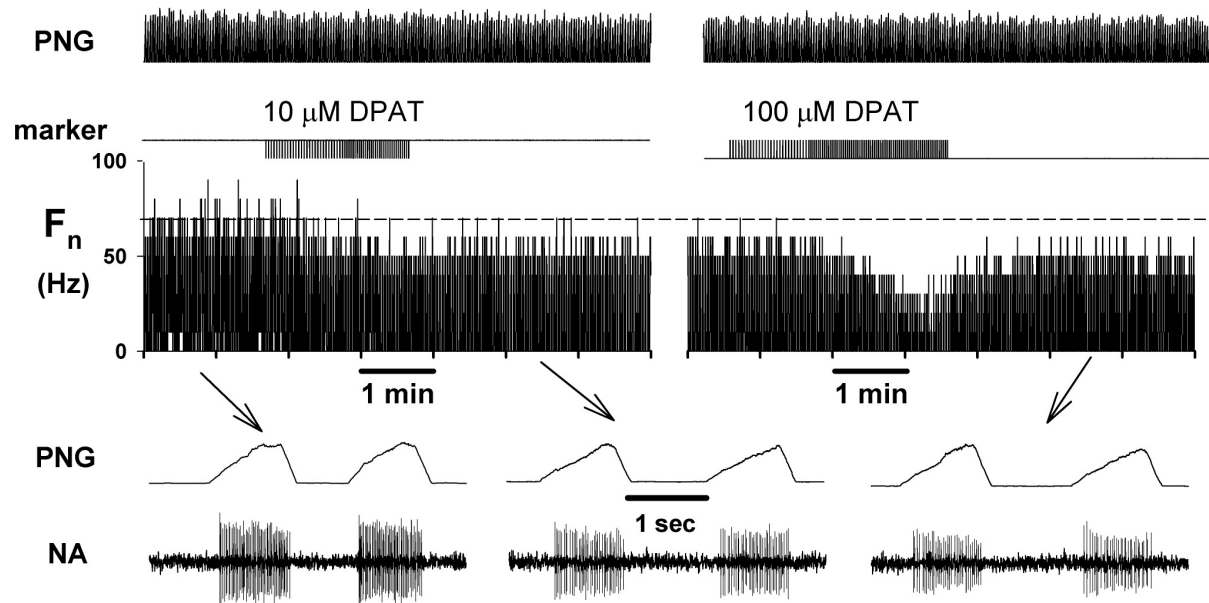 PNG
10 μM DPAT
100 μM DPAT
marker
100
Fn
50
(Hz)
0
1 min
1 min
PNG
1 sec
NA